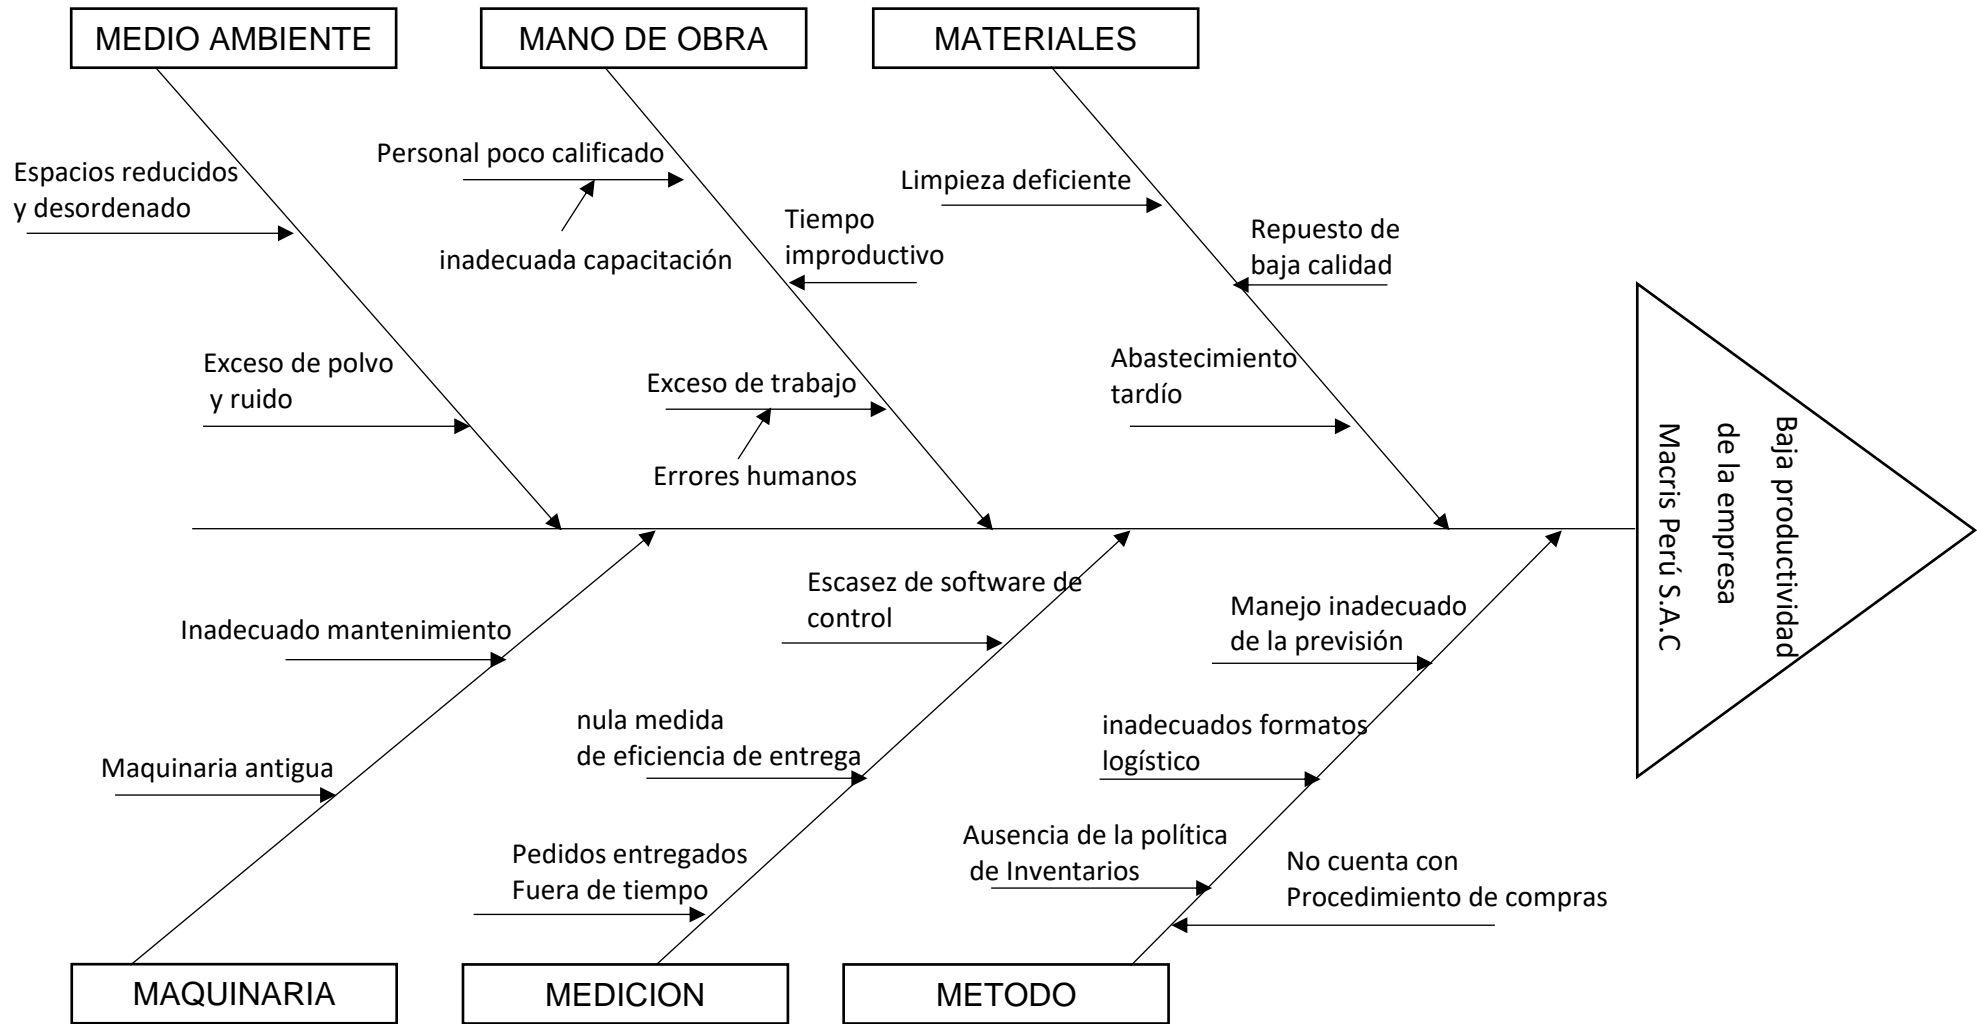 MEDIO AMBIENTE
MANO DE OBRA
MATERIALES
Espacios reducidos
y desordenado
Exceso de polvo
y ruido
Personal poco calificado
inadecuada capacitación
Tiempo
improductivo
Exceso de trabajo
Errores humanos
Limpieza deficiente
Repuesto de
baja calidad
Abastecimiento
tardío
Baja productividad
de la empresa
Macris Perú S.A.C
Inadecuado mantenimiento
Maquinaria antigua
Escasez de software de
control
nula medida
de eficiencia de entrega
Pedidos entregados
Fuera de tiempo
Manejo inadecuado
de la previsión
inadecuados formatos
logístico
Ausencia de la política
de Inventarios
No cuenta con
Procedimiento de compras
MAQUINARIA
MEDICION
METODO